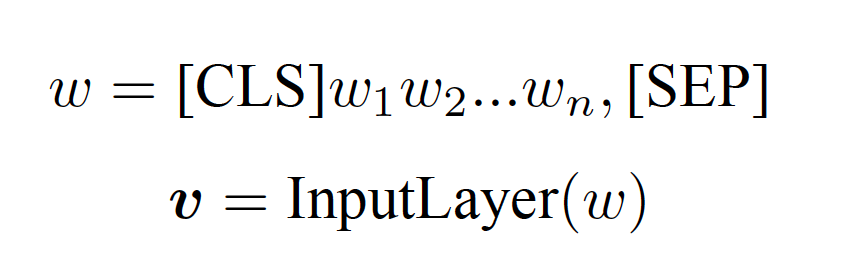 w = [CLS]w₁w₂...wₙ, [SEP]
v = InputLayer(w)